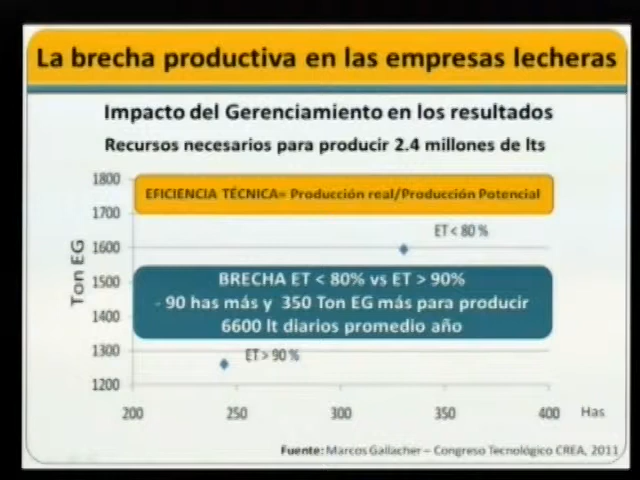 La brecha productiva en las empresas lecheras
Impacto del Gerenciamiento en los resultados
Recursos necesarios para producir 2.4 millones de lts
1800
EFICIENCIA TÉCNICA= Producción real/Producción Potencial
1700
ET < 80 %
1600
Ton EG
BRECHA ET < 80% vs ET > 90%
1500
- 90 has más y 350 Ton EG más para producir
1400
6600 lt diarios promedio año
1300
ET > 90 %
1200
200 250 300 350 400 Has
Fuente: Marcos Gallacher – Congreso Tecnológico CREA, 2011